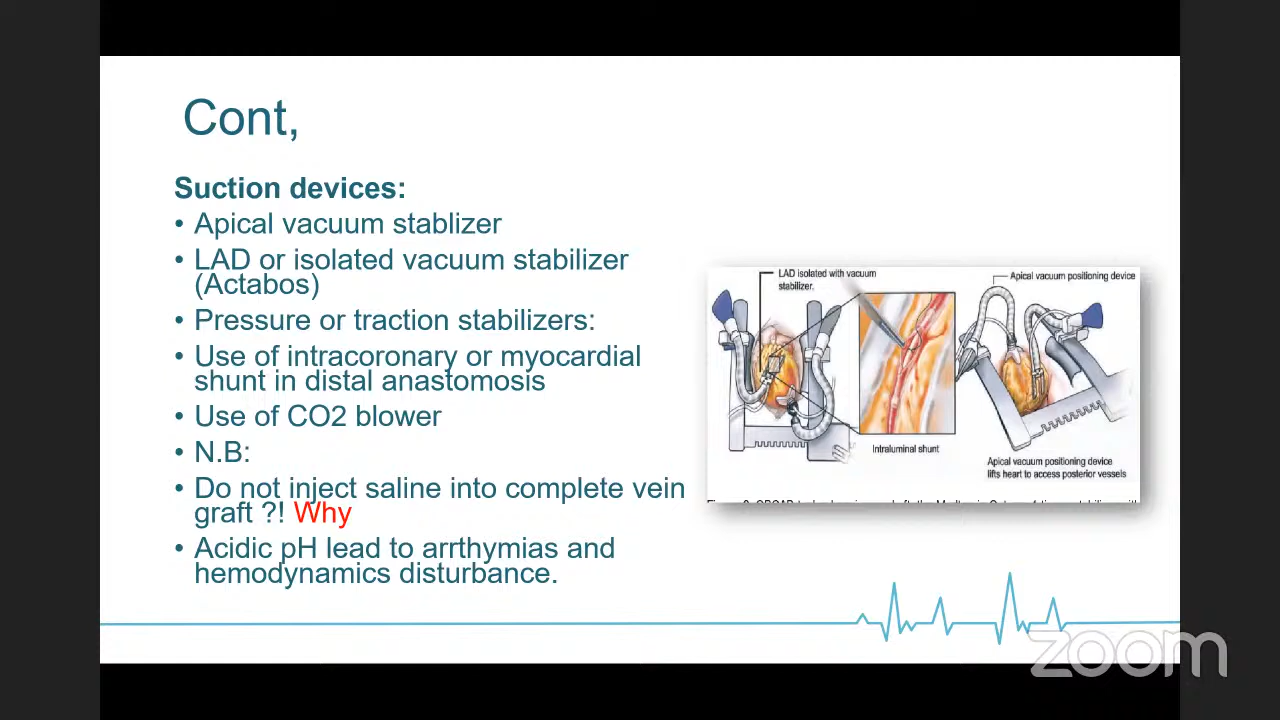 Cont,
Suction devices:
• Apical vacuum stablizer
• LAD or isolated vacuum stabilizer
(Actabos)
• Pressure or traction stabilizers:
• Use of intracoronary or myocardial
shunt in distal anastomosis
• Use of CO2 blower
• N.B:
• Do not inject saline into complete vein
graft ?! Why
• Acidic pH lead to arrthymias and
hemodynamics disturbance.
LAD isolated with vacuum
stabilizer.
Apical vacuum positioning device
Intraluminal shunt
Apical vacuum positioning device
lifts heart to access posterior vessels
zoom